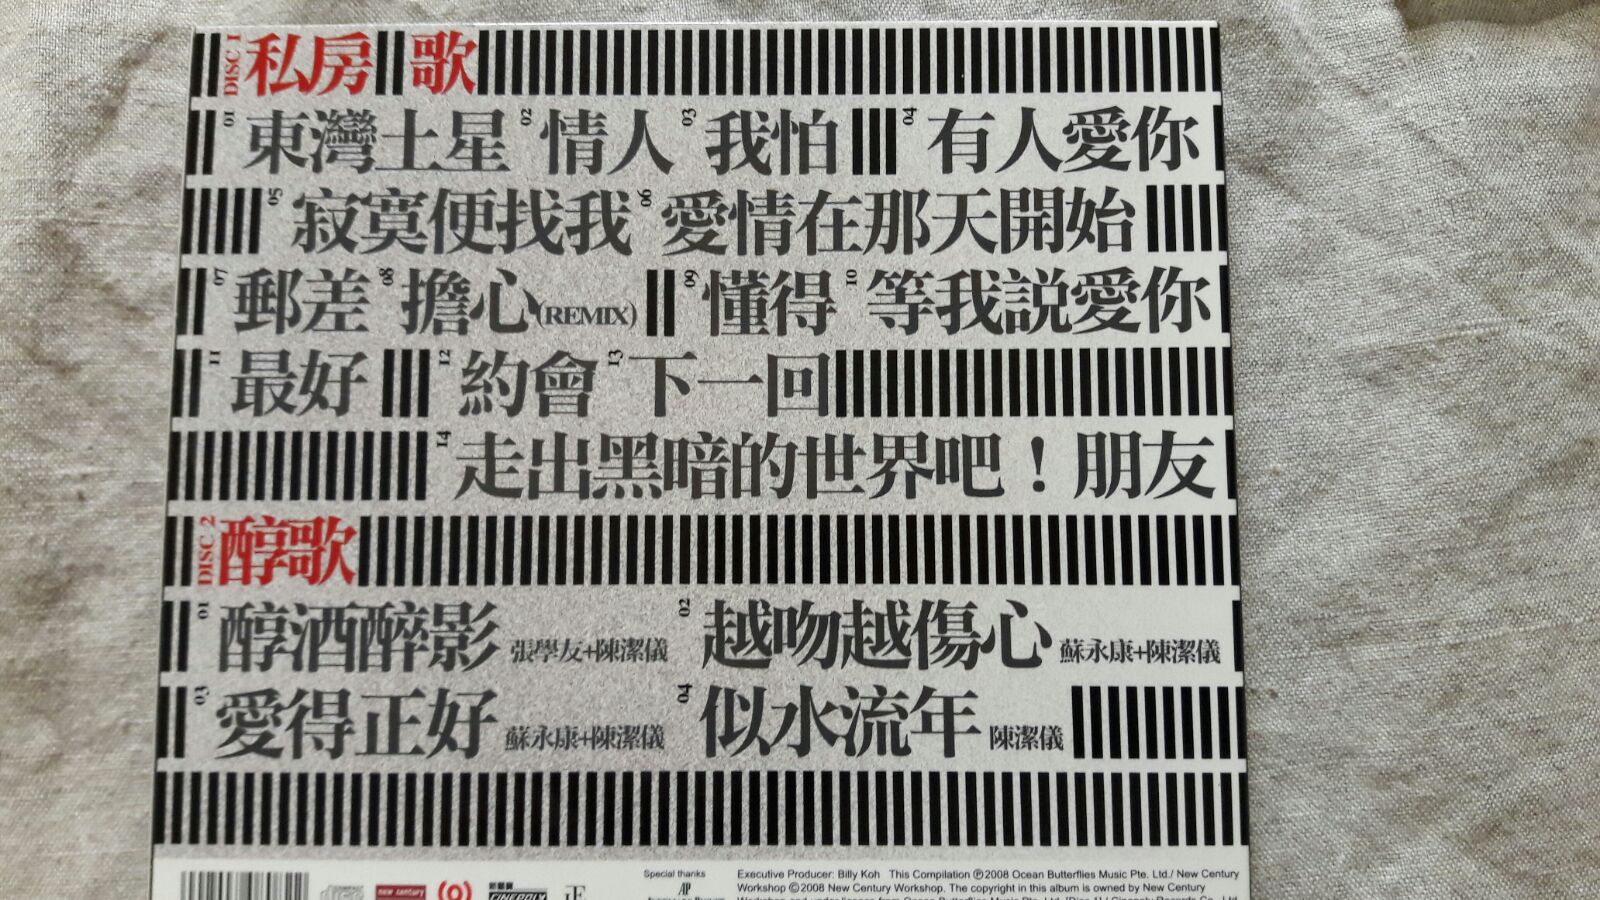 DISC 1 私房歌
01 東灣土星 02 情人 03 我怕 04 有人愛你
05 寂寞便找我 06 愛情在那天開始
07 郵差 08 擔心(REMIX) 09 懂得 10 等我説愛你
11 最好 12 約會 13 下一回
14 走出黑暗的世界吧！朋友
DISC 2 醇歌
01 醇酒醉影 張學友+陳潔儀 02 越吻越傷心 蘇永康+陳潔儀
03 愛得正好 蘇永康+陳潔儀 04 似水流年 陳潔儀
new century
CINEPOLY
正
Special thanks
Executive Producer: Billy Koh This Compilation ℗2008 Ocean Butterflies Music Pte. Ltd./ New Century
Workshop ©2008 New Century Workshop. The copyright in this album is owned by New Century